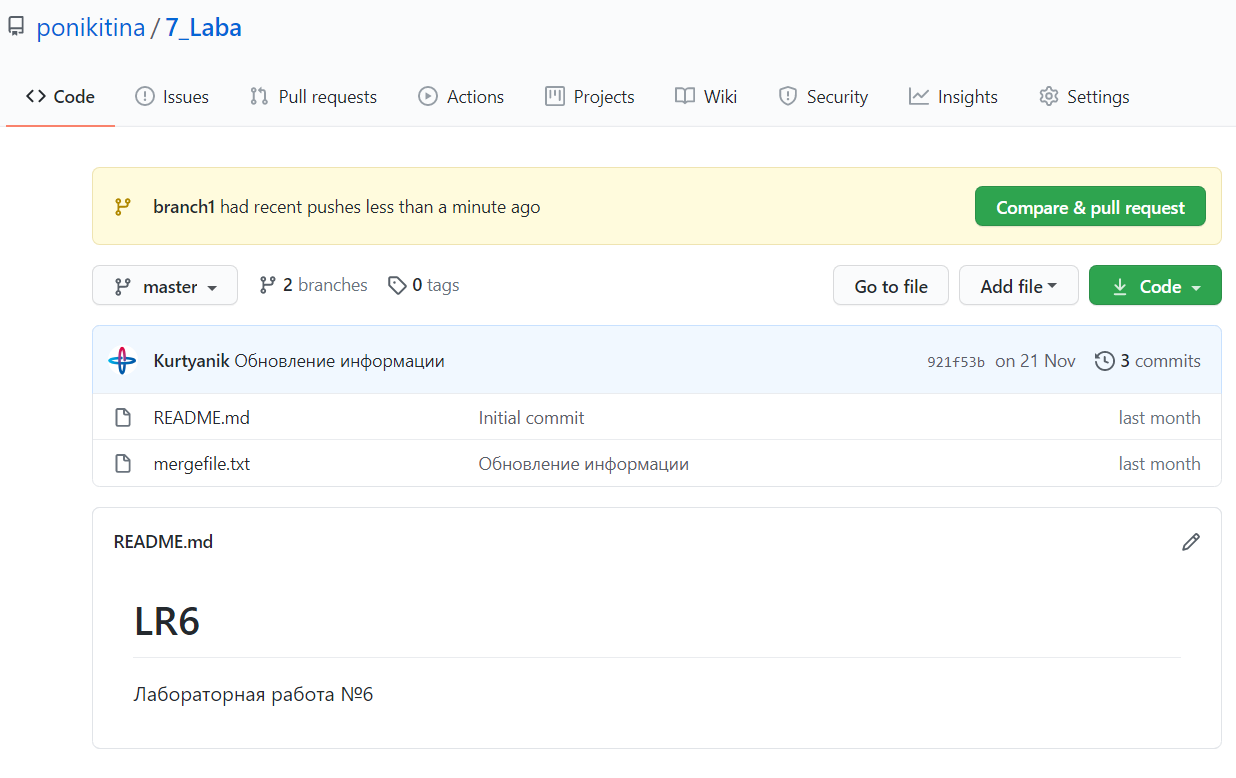 ponikitina / 7_Laba
Code Issues Pull requests Actions Projects Wiki Security Insights Settings
branch1 had recent pushes less than a minute ago Compare & pull request
master 2 branches 0 tags Go to file Add file Code
Kurtyanik Обновление информации 921f53b on 21 Nov 3 commits
README.md Initial commit last month
mergefile.txt Обновление информации last month
README.md
LR6
Лабораторная работа №6